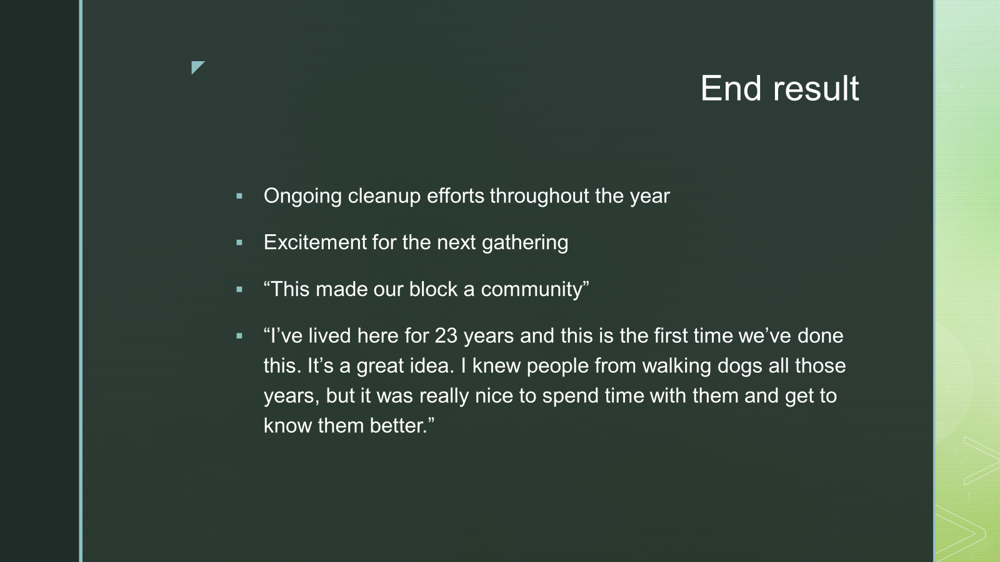 End result
▪ Ongoing cleanup efforts throughout the year
▪ Excitement for the next gathering
▪ “This made our block a community”
▪ “I’ve lived here for 23 years and this is the first time we’ve done
this. It’s a great idea. I knew people from walking dogs all those
years, but it was really nice to spend time with them and get to
know them better.”